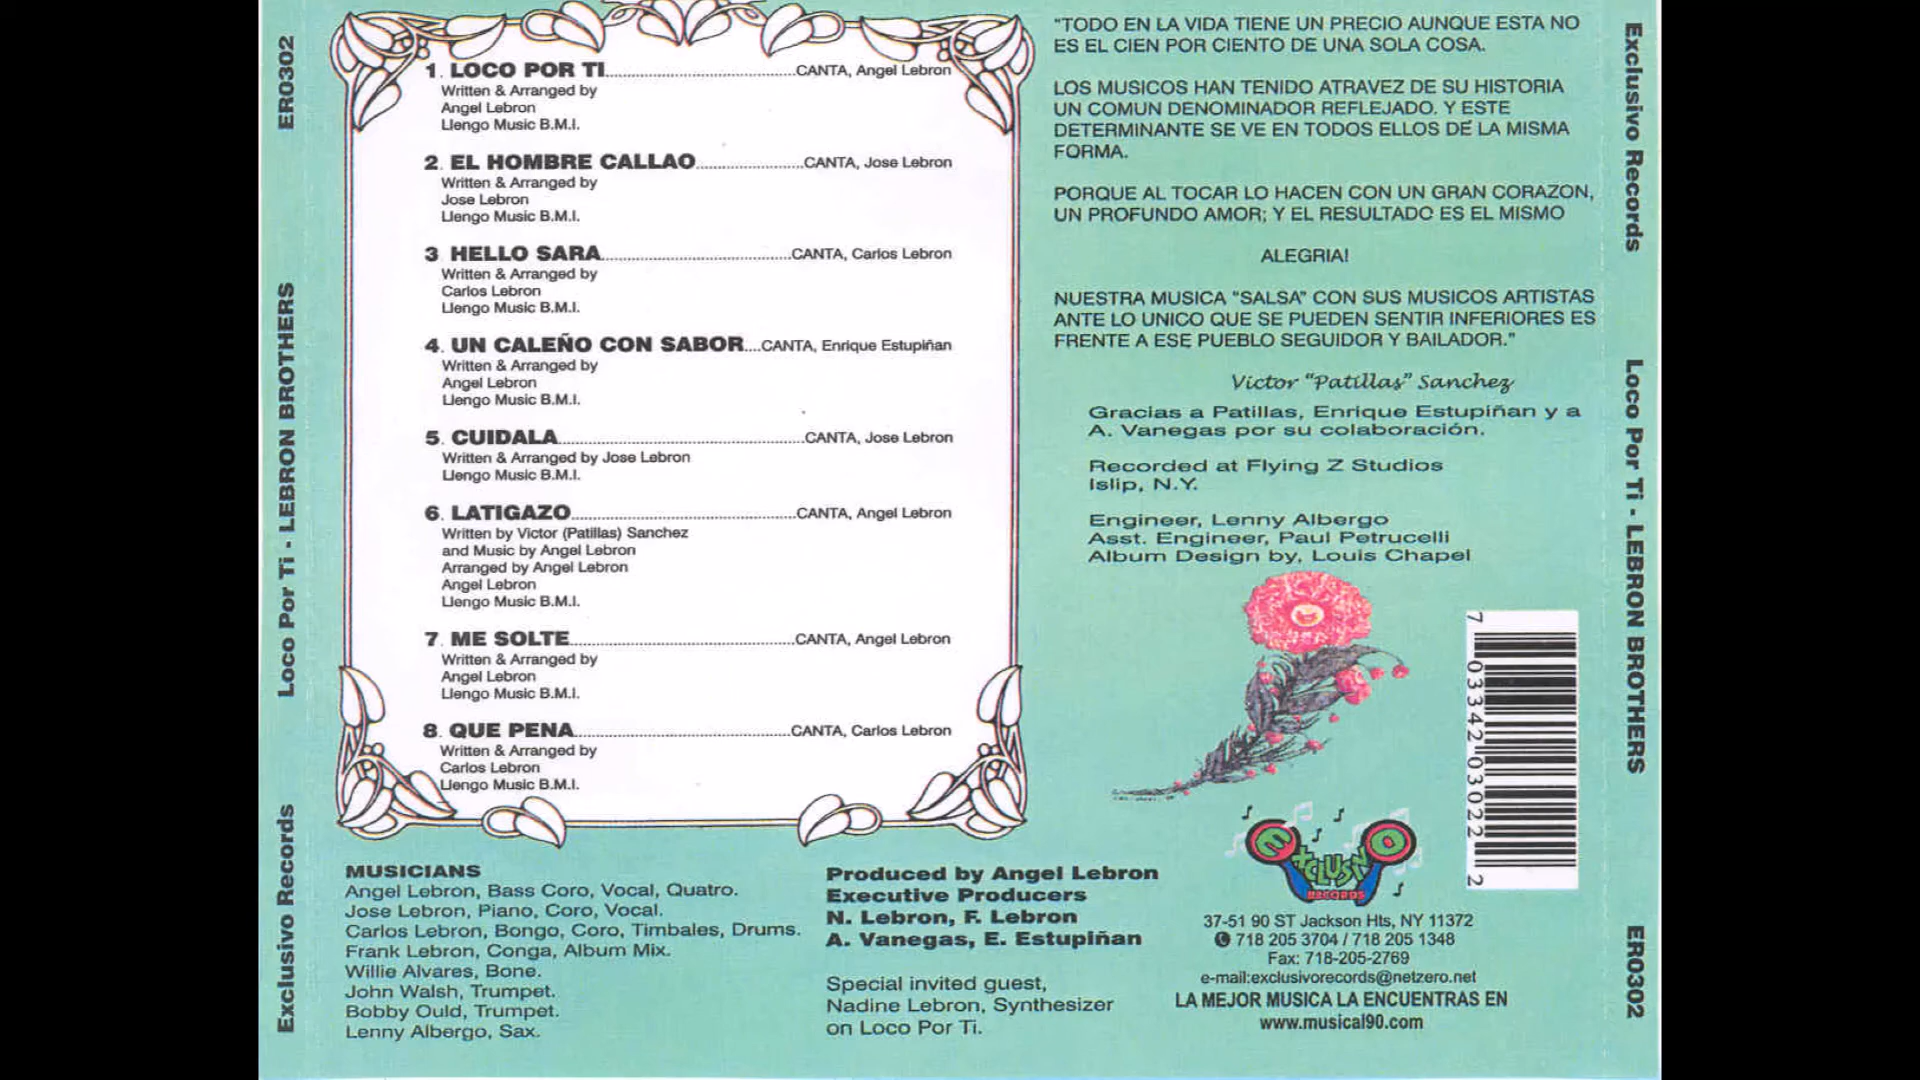 ER0302
Loco Por Ti - LEBRON BROTHERS
Exclusivo Records
1. LOCO POR TI CANTA, Angel Lebron
Written & Arranged by
Angel Lebron
Llengo Music B.M.I.
2. EL HOMBRE CALLAO CANTA, Jose Lebron
Written & Arranged by
Jose Lebron
Llengo Music B.M.I.
3. HELLO SARA CANTA, Carlos Lebron
Written & Arranged by
Carlos Lebron
Llengo Music B.M.I.
4. UN CALEÑO CON SABOR....CANTA, Enrique Estupiñan
Written & Arranged by
Angel Lebron
Llengo Music B.M.I.
5. CUIDALA CANTA, Jose Lebron
Written & Arranged by Jose Lebron
Llengo Music B.M.I.
6. LATIGAZO CANTA, Angel Lebron
Written by Victor (Patillas) Sanchez
and Music by Angel Lebron
Arranged by Angel Lebron
Angel Lebron
Llengo Music B.M.I.
7. ME SOLTE CANTA, Angel Lebron
Written & Arranged by
Angel Lebron
Llengo Music B.M.I.
8. QUE PENA CANTA, Carlos Lebron
Written & Arranged by
Carlos Lebron
Llengo Music B.M.I.
MUSICIANS
Angel Lebron, Bass Coro, Vocal, Quatro.
Jose Lebron, Piano, Coro, Vocal.
Carlos Lebron, Bongo, Coro, Timbales, Drums.
Frank Lebron, Conga, Album Mix.
Willie Alvares, Bone.
John Walsh, Trumpet.
Bobby Ould, Trumpet.
Lenny Albergo, Sax.
Produced by Angel Lebron
Executive Producers
N. Lebron, F. Lebron
A. Vanegas, E. Estupiñan
Special invited guest,
Nadine Lebron, Synthesizer
on Loco Por Ti.
"TODO EN LA VIDA TIENE UN PRECIO AUNQUE ESTA NO
ES EL CIEN POR CIENTO DE UNA SOLA COSA.
LOS MUSICOS HAN TENIDO ATRAVEZ DE SU HISTORIA
UN COMUN DENOMINADOR REFLEJADO. Y ESTE
DETERMINANTE SE VE EN TODOS ELLOS DE LA MISMA
FORMA.
PORQUE AL TOCAR LO HACEN CON UN GRAN CORAZON,
UN PROFUNDO AMOR; Y EL RESULTADO ES EL MISMO
ALEGRIA!
NUESTRA MUSICA "SALSA" CON SUS MUSICOS ARTISTAS
ANTE LO UNICO QUE SE PUEDEN SENTIR INFERIORES ES
FRENTE A ESE PUEBLO SEGUIDOR Y BAILADOR."
Victor "Patillas" Sanchez
Gracias a Patillas, Enrique Estupiñan y a
A. Vanegas por su colaboración.
Recorded at Flying Z Studios
Islip, N.Y.
Engineer, Lenny Albergo
Asst. Engineer, Paul Petrucelli
Album Design by, Louis Chapel
7 03342 03022 2
EXCLUSIVO
RECORDS
37-51 90 ST Jackson Hts, NY 11372
718 205 3704 / 718 205 1348
Fax: 718-205-2769
e-mail:exclusivorecords@netzero.net
LA MEJOR MUSICA LA ENCUENTRAS EN
www.musical90.com
Exclusivo Records
Loco Por Ti - LEBRON BROTHERS
ER0302